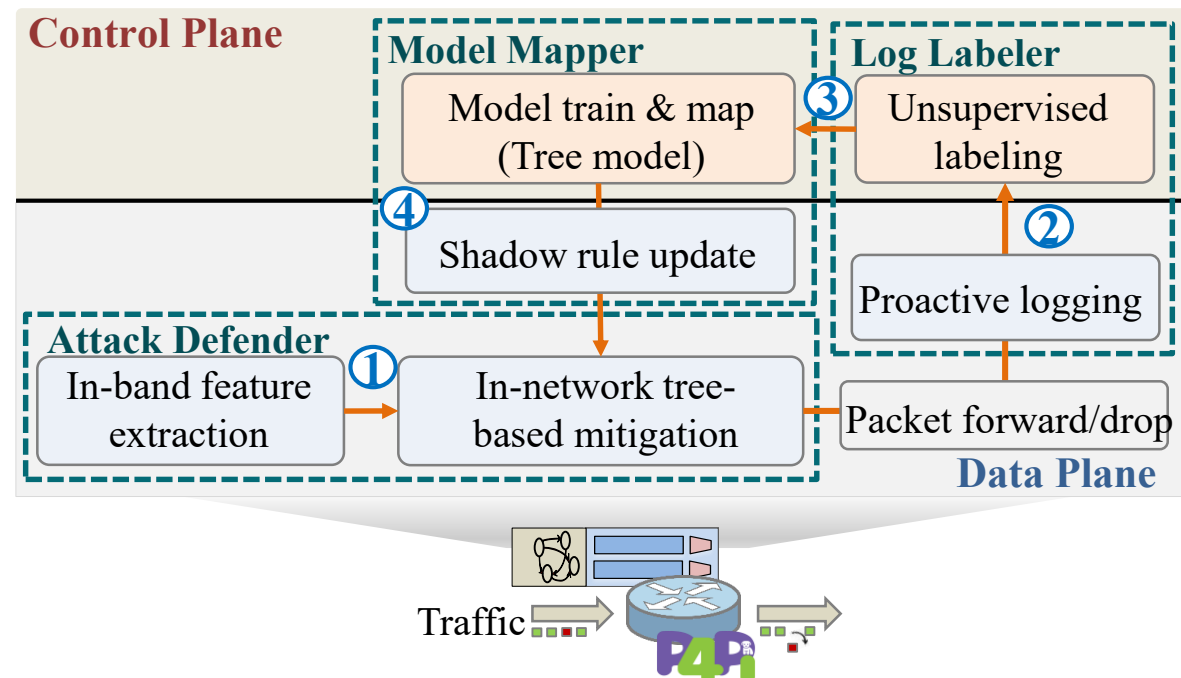 Control Plane
Model Mapper
Log Labeler
Model train & map
(Tree model)
③
Unsupervised
labeling
④
Shadow rule update
②
Proactive logging
Attack Defender
In-band feature
extraction
①
In-network tree-
based mitigation
Packet forward/drop
Data Plane
Traffic
P4Pi